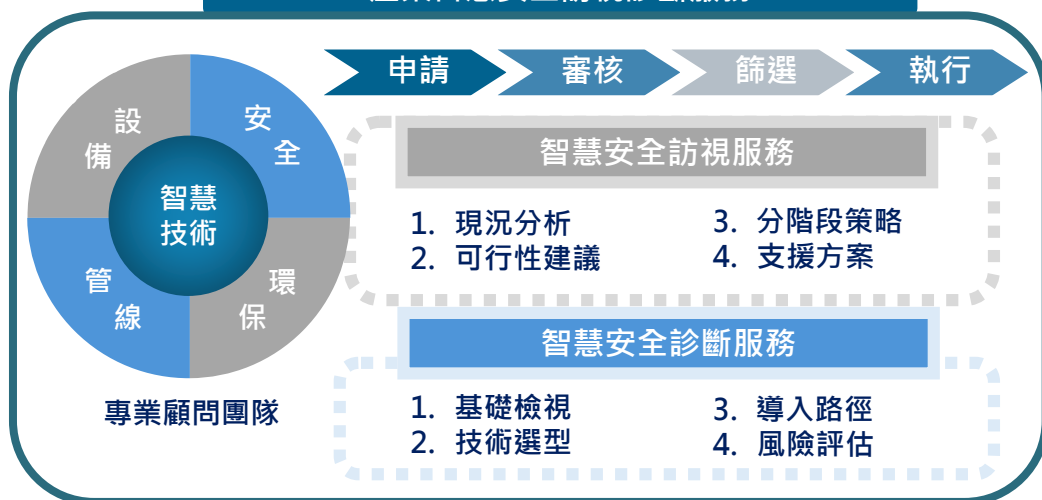 申請
審核
篩選
執行
設備
安全
智慧
技術
管線
環保
專業顧問團隊
智慧安全訪視服務
1. 現況分析
2. 可行性建議
3. 分階段策略
4. 支援方案
智慧安全診斷服務
1. 基礎檢視
2. 技術選型
3. 導入路徑
4. 風險評估